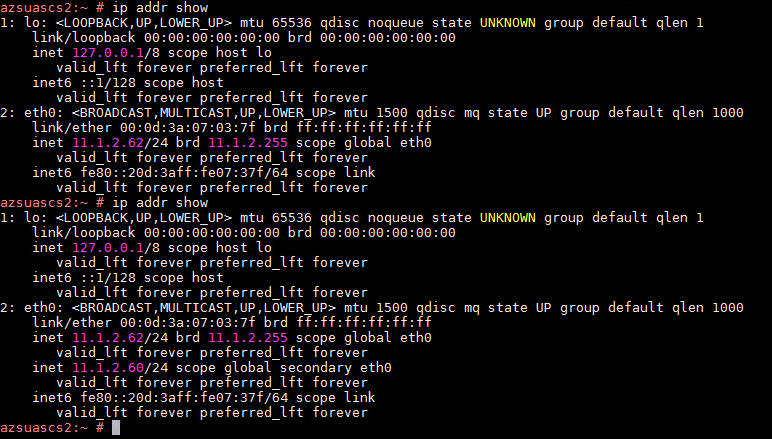 azsuascs2:~ # ip addr show
1: lo: <LOOPBACK,UP,LOWER_UP> mtu 65536 qdisc noqueue state UNKNOWN group default qlen 1
    link/loopback 00:00:00:00:00:00 brd 00:00:00:00:00:00
    inet 127.0.0.1/8 scope host lo
       valid_lft forever preferred_lft forever
    inet6 ::1/128 scope host
       valid_lft forever preferred_lft forever
2: eth0: <BROADCAST,MULTICAST,UP,LOWER_UP> mtu 1500 qdisc mq state UP group default qlen 1000
    link/ether 00:0d:3a:07:03:7f brd ff:ff:ff:ff:ff:ff
    inet 11.1.2.62/24 brd 11.1.2.255 scope global eth0
       valid_lft forever preferred_lft forever
    inet6 fe80::20d:3aff:fe07:37f/64 scope link
       valid_lft forever preferred_lft forever
azsuascs2:~ # ip addr show
1: lo: <LOOPBACK,UP,LOWER_UP> mtu 65536 qdisc noqueue state UNKNOWN group default qlen 1
    link/loopback 00:00:00:00:00:00 brd 00:00:00:00:00:00
    inet 127.0.0.1/8 scope host lo
       valid_lft forever preferred_lft forever
    inet6 ::1/128 scope host
       valid_lft forever preferred_lft forever
2: eth0: <BROADCAST,MULTICAST,UP,LOWER_UP> mtu 1500 qdisc mq state UP group default qlen 1000
    link/ether 00:0d:3a:07:03:7f brd ff:ff:ff:ff:ff:ff
    inet 11.1.2.62/24 brd 11.1.2.255 scope global eth0
       valid_lft forever preferred_lft forever
    inet 11.1.2.60/24 scope global secondary eth0
       valid_lft forever preferred_lft forever
    inet6 fe80::20d:3aff:fe07:37f/64 scope link
       valid_lft forever preferred_lft forever
azsuascs2:~ #